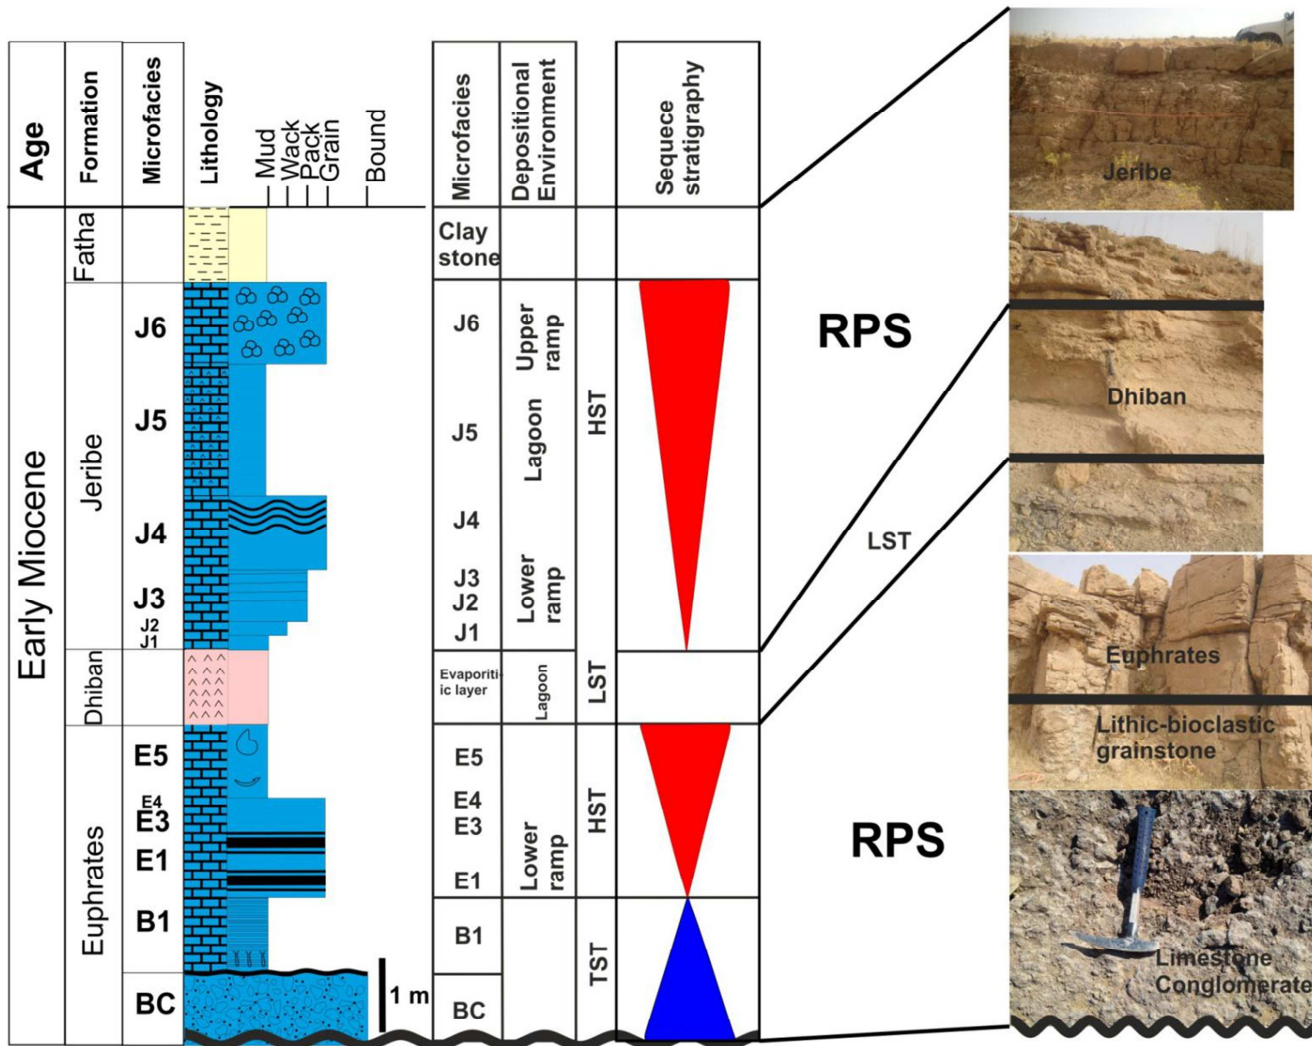 Age
Formation
Microfacies
Lithology
Mud
Wack
Pack
Grain
Bound
Microfacies
Depositional
Environment
Sequece
stratigraphy
Early Miocene
Fatha
Jeribe
Dhiban
Euphrates
J6
J5
J4
J3
J2
J1
E5
E4
E3
E1
B1
BC
1 m
Clay
stone
J6
J5
J4
J3
J2
J1
Evaporiti-
ic layer
E5
E4
E3
E1
B1
BC
Upper
ramp
Lagoon
Lower
ramp
Lagoon
Lower
ramp
HST
LST
HST
TST
RPS
LST
RPS
Jeribe
Dhiban
Euphrates
Lithic-bioclastic
grainstone
Limestone
Conglomerate